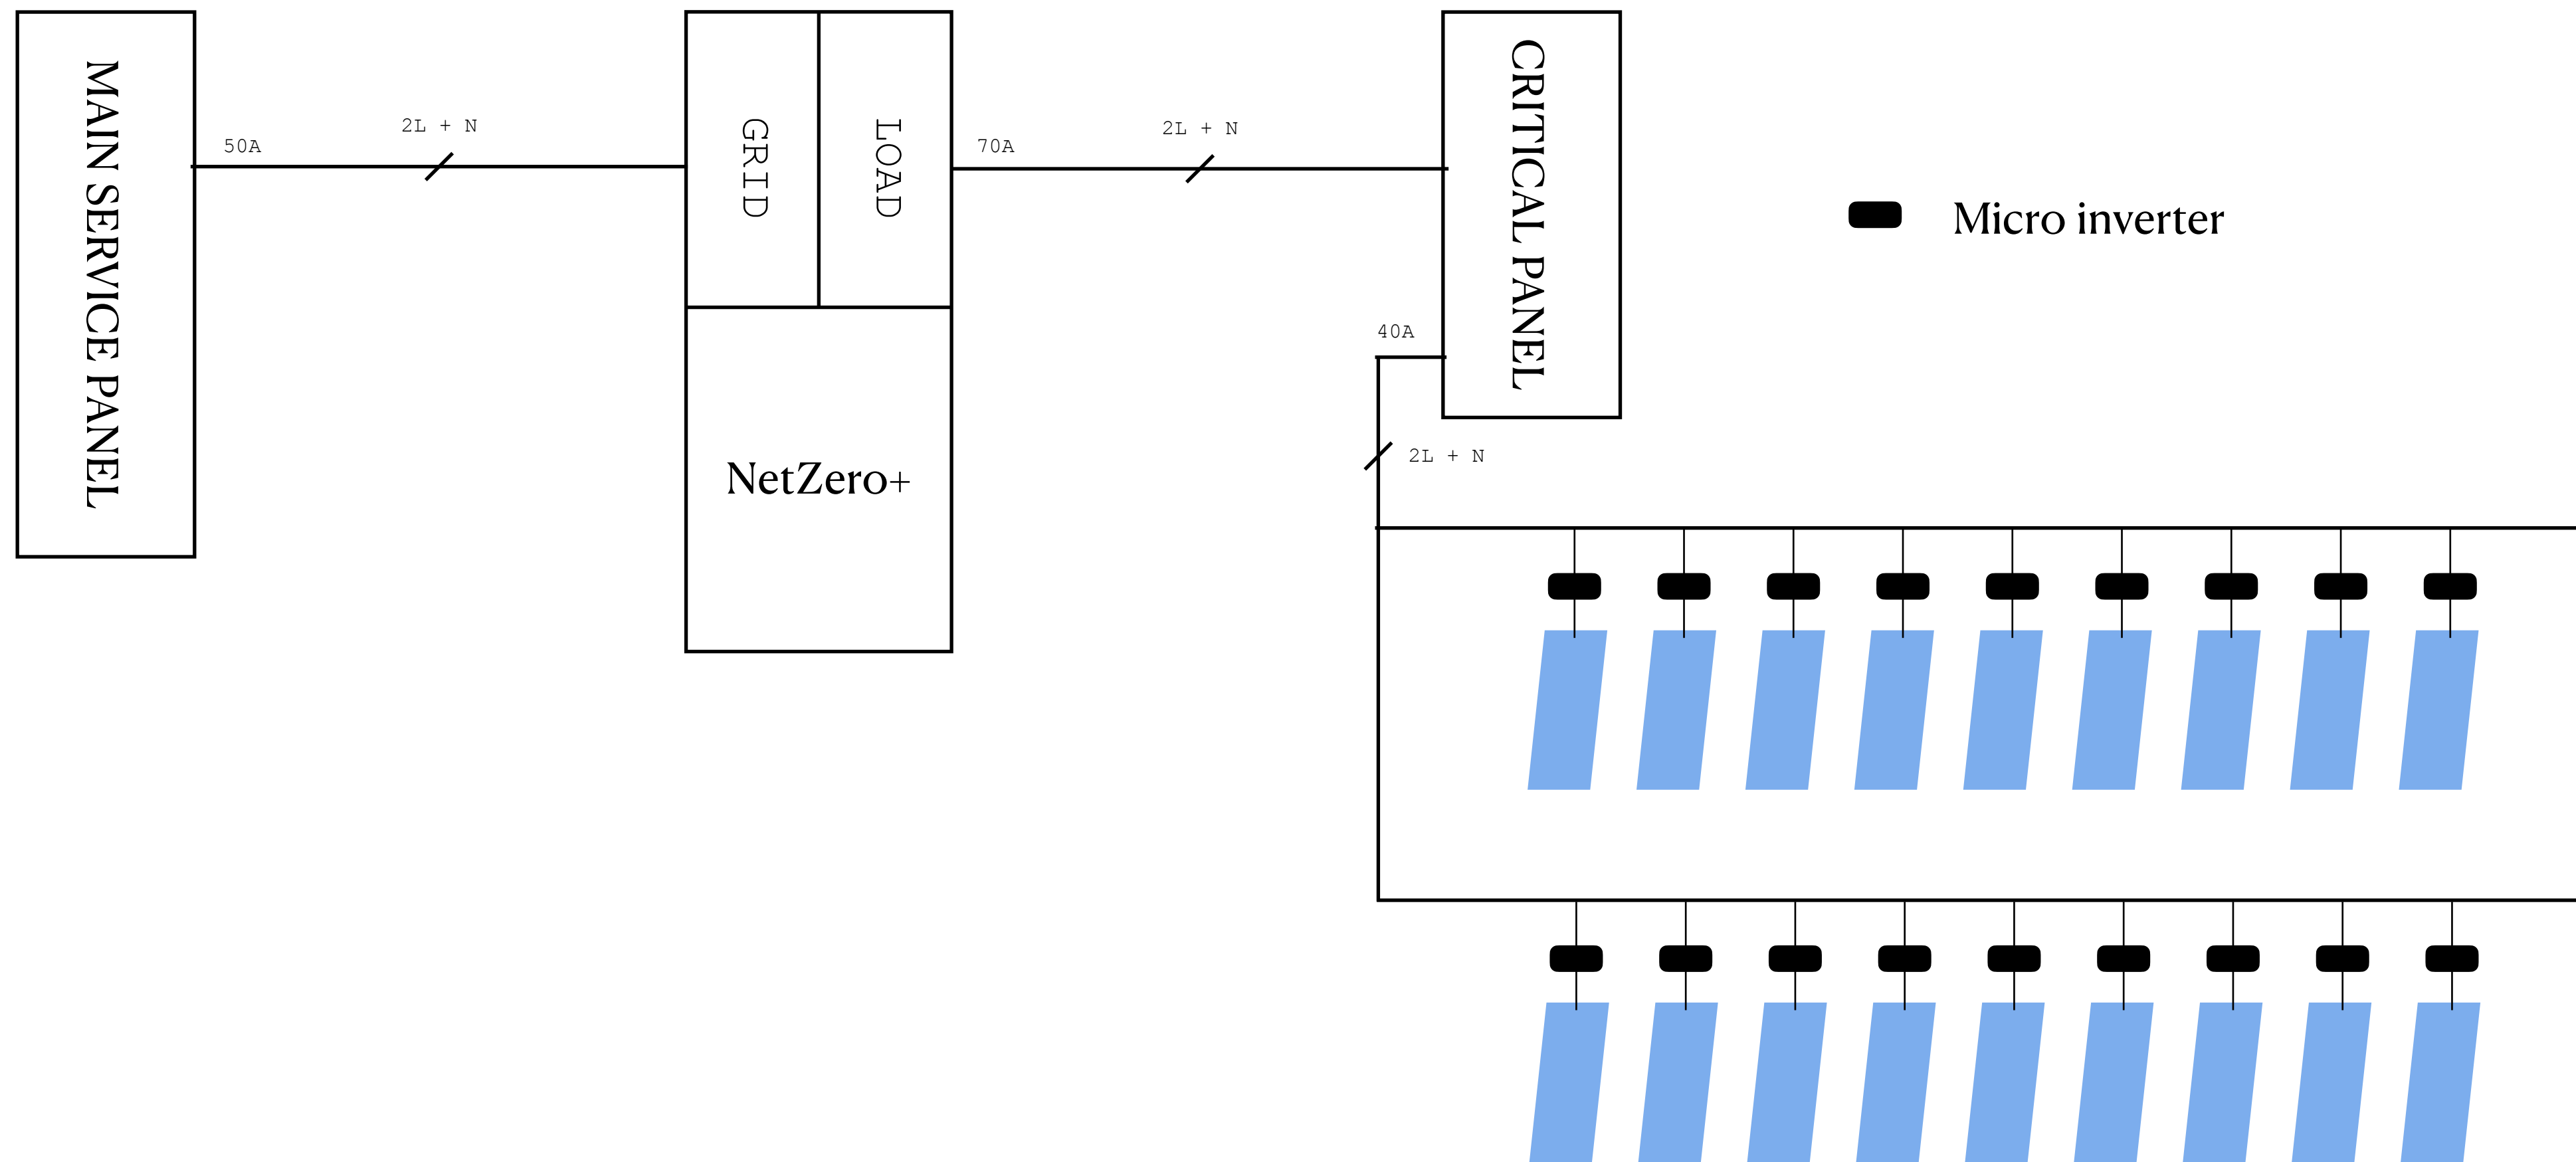 MAIN SERVICE PANEL
50A
2L + N
GRID
LOAD
NetZero+
70A
2L + N
CRITICAL PANEL
40A
2L + N
Micro inverter